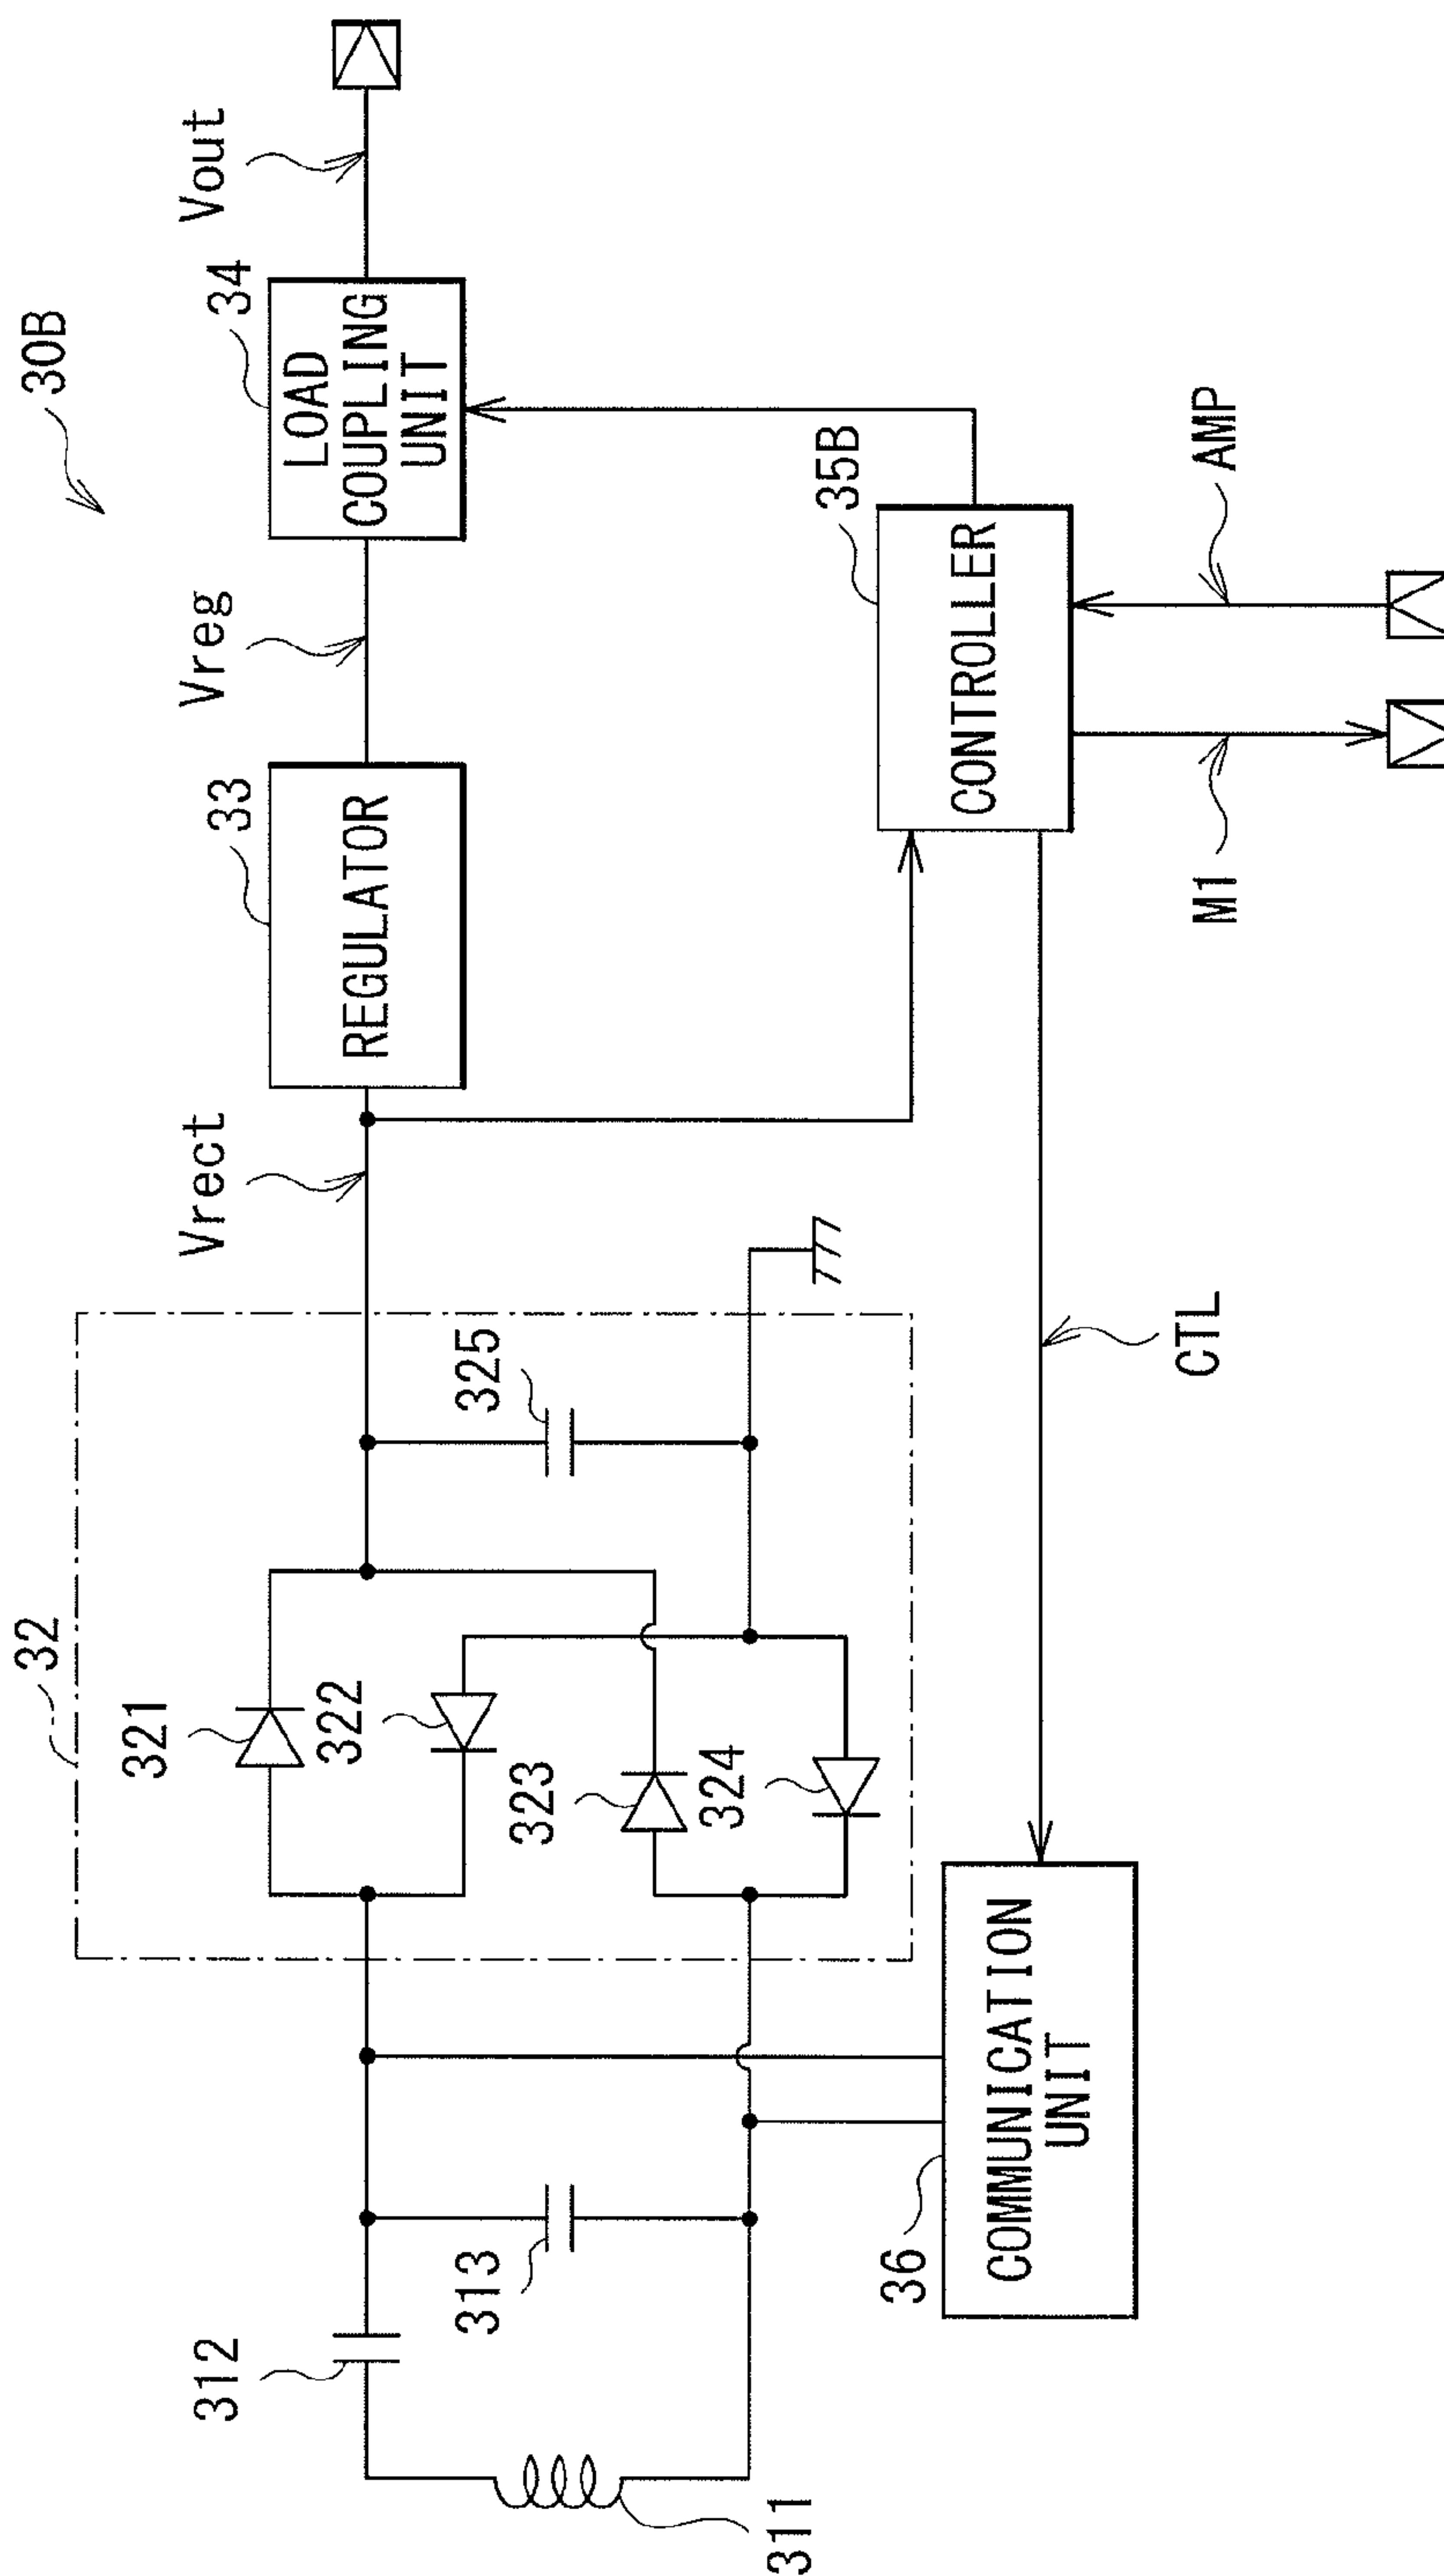 30B
32
321
322
323
324
325
312
313
311
Vrect
33
REGULATOR
Vreg
34
LOAD
COUPLING
UNIT
Vout
36
COMMUNICATION
UNIT
CTL
35B
CONTROLLER
M1
AMP